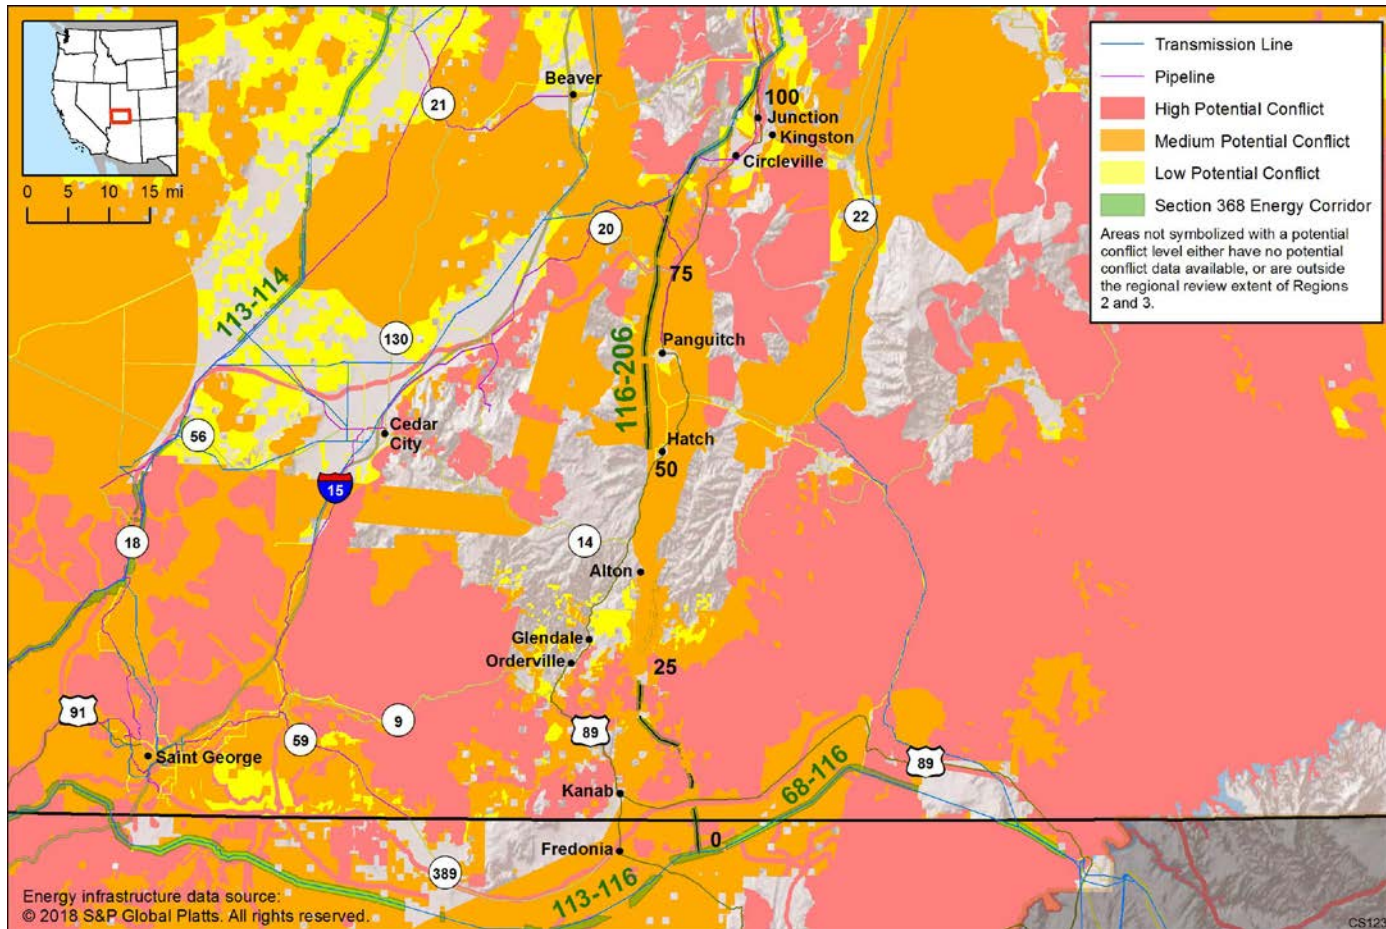 Transmission Line
Pipeline
High Potential Conflict
Medium Potential Conflict
Low Potential Conflict
Section 368 Energy Corridor
Areas not symbolized with a potential
conflict level either have no potential
conflict data available, or are outside
the regional review extent of Regions
2 and 3.
0 5 10 15 mi
Beaver
21
100
Junction
Kingston
Circleville
22
20
75
113-114
130
Panguitch
116-206
56
Cedar
City
Hatch
50
15
18
14
Alton
Glendale
Orderville
25
91
9
59
89
89
Saint George
Kanab
68-116
0
Fredonia
389
113-116
Energy infrastructure data source:
© 2018 S&P Global Platts. All rights reserved.
CS123